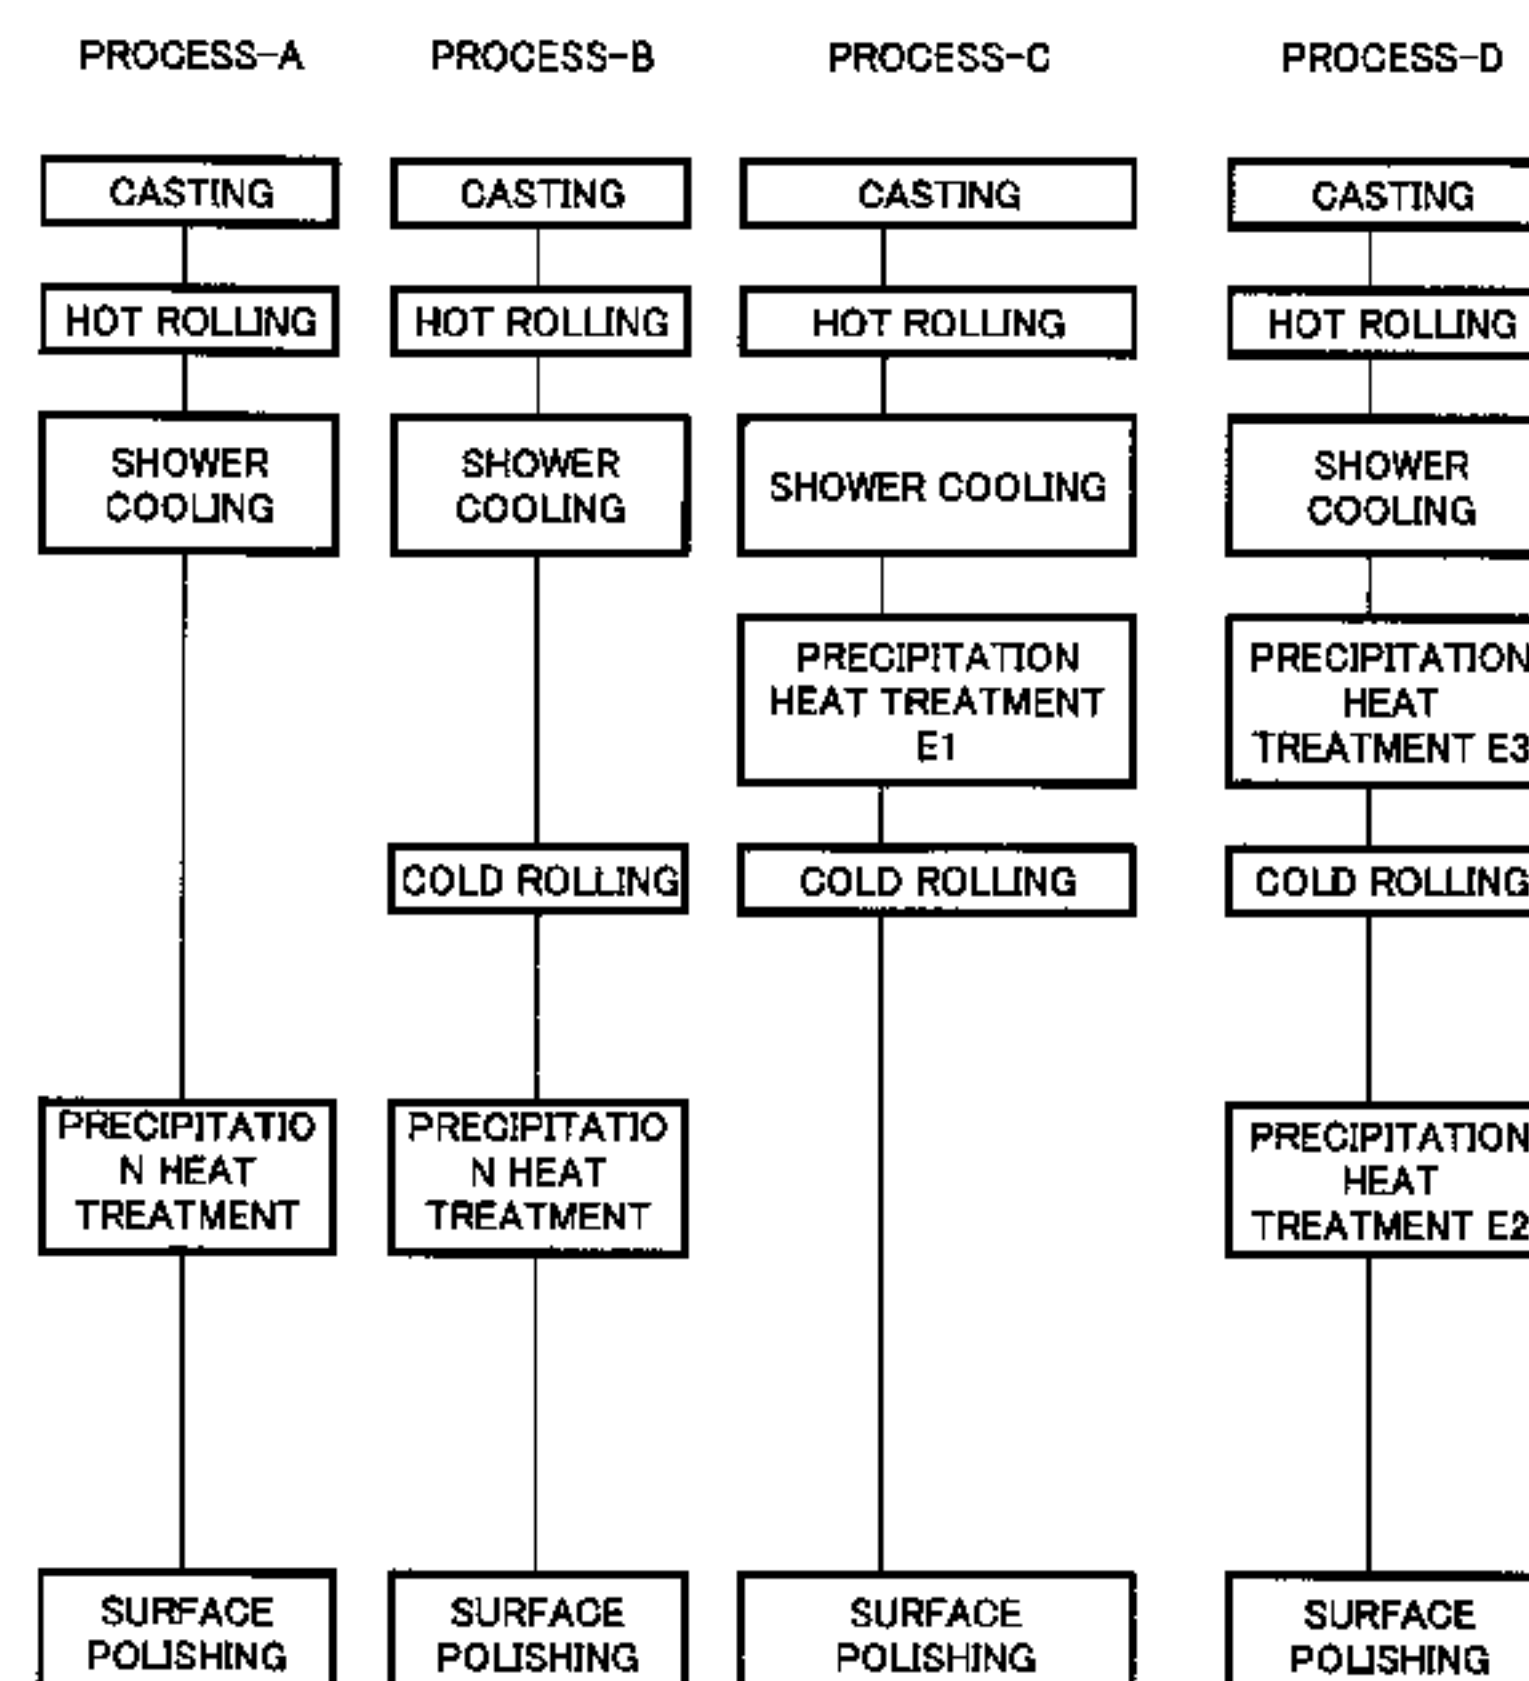 PROCESS-A
CASTING
HOT ROLLING
SHOWER
COOLING
PRECIPITATIO
N HEAT
TREATMENT
SURFACE
POLISHING
PROCESS-B
CASTING
HOT ROLLING
SHOWER
COOLING
COLD ROLLING
PRECIPITATIO
N HEAT
TREATMENT
SURFACE
POLISHING
PROCESS-C
CASTING
HOT ROLLING
SHOWER COOLING
PRECIPITATION
HEAT TREATMENT
E1
COLD ROLLING
SURFACE
POLISHING
PROCESS-D
CASTING
HOT ROLLING
SHOWER
COOLING
PRECIPITATION
HEAT
TREATMENT E3
COLD ROLLING
PRECIPITATION
HEAT
TREATMENT E2
SURFACE
POLISHING